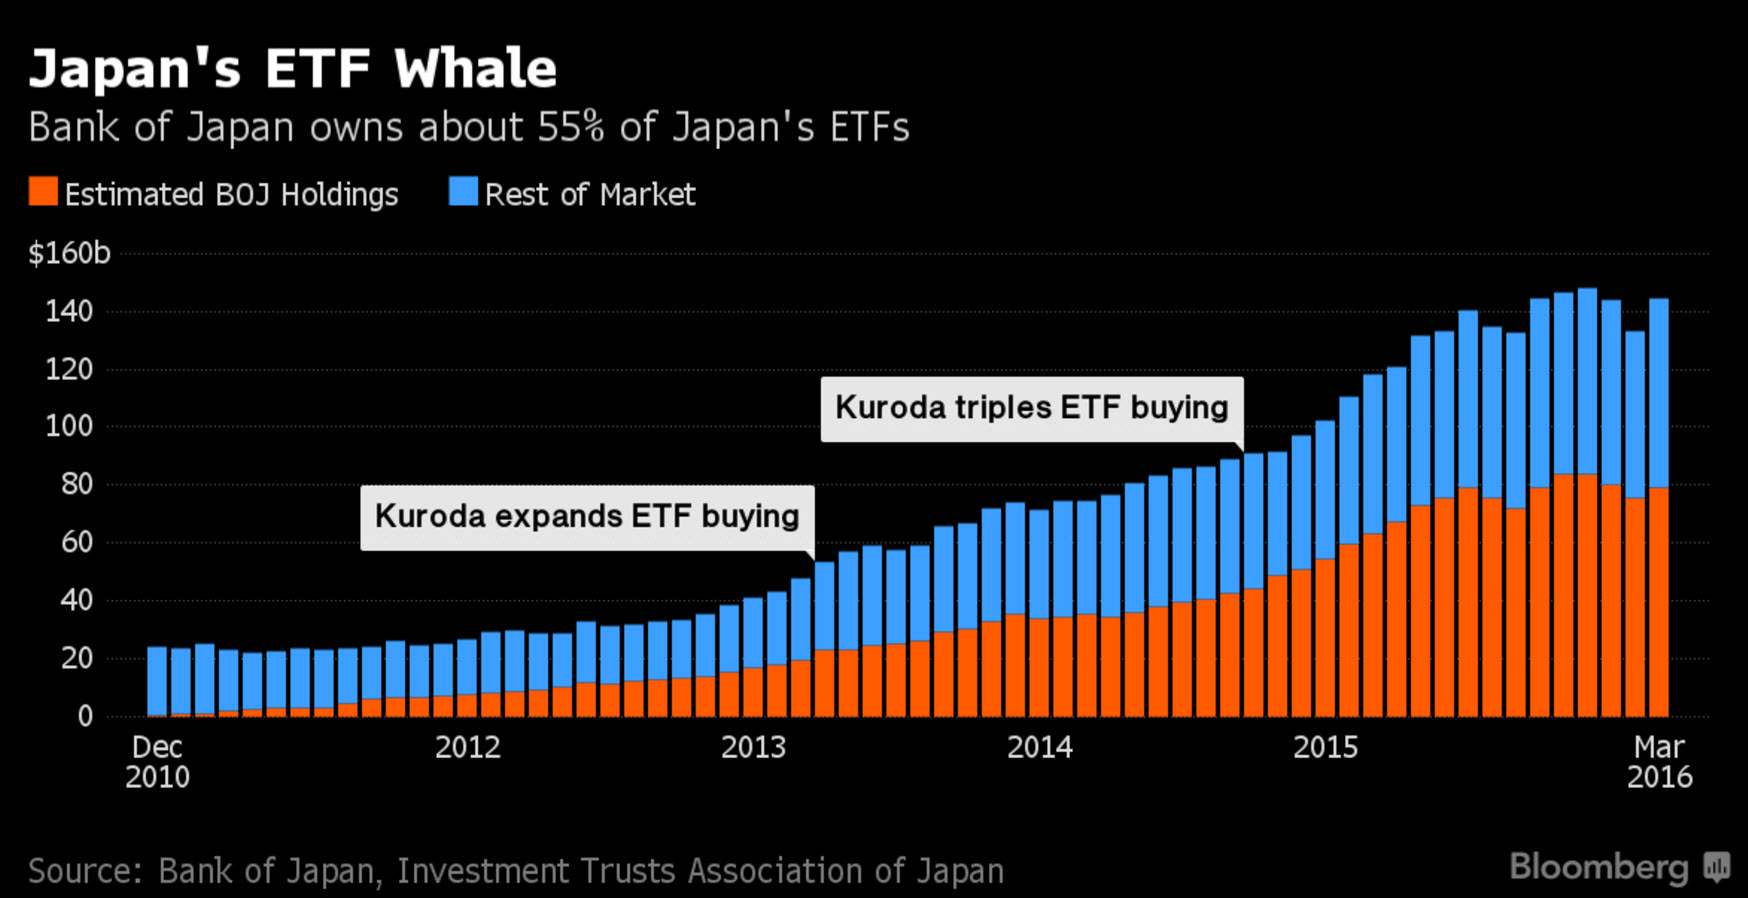 Japan's ETF Whale
Bank of Japan owns about 55% of Japan's ETFs
Estimated BOJ Holdings Rest of Market
$160b
140
120
100
80
60
40
20
0
Kuroda triples ETF buying
Kuroda expands ETF buying
Dec 2012 2013 2014 2015 Mar
2010 2016
Source: Bank of Japan, Investment Trusts Association of Japan
Bloomberg